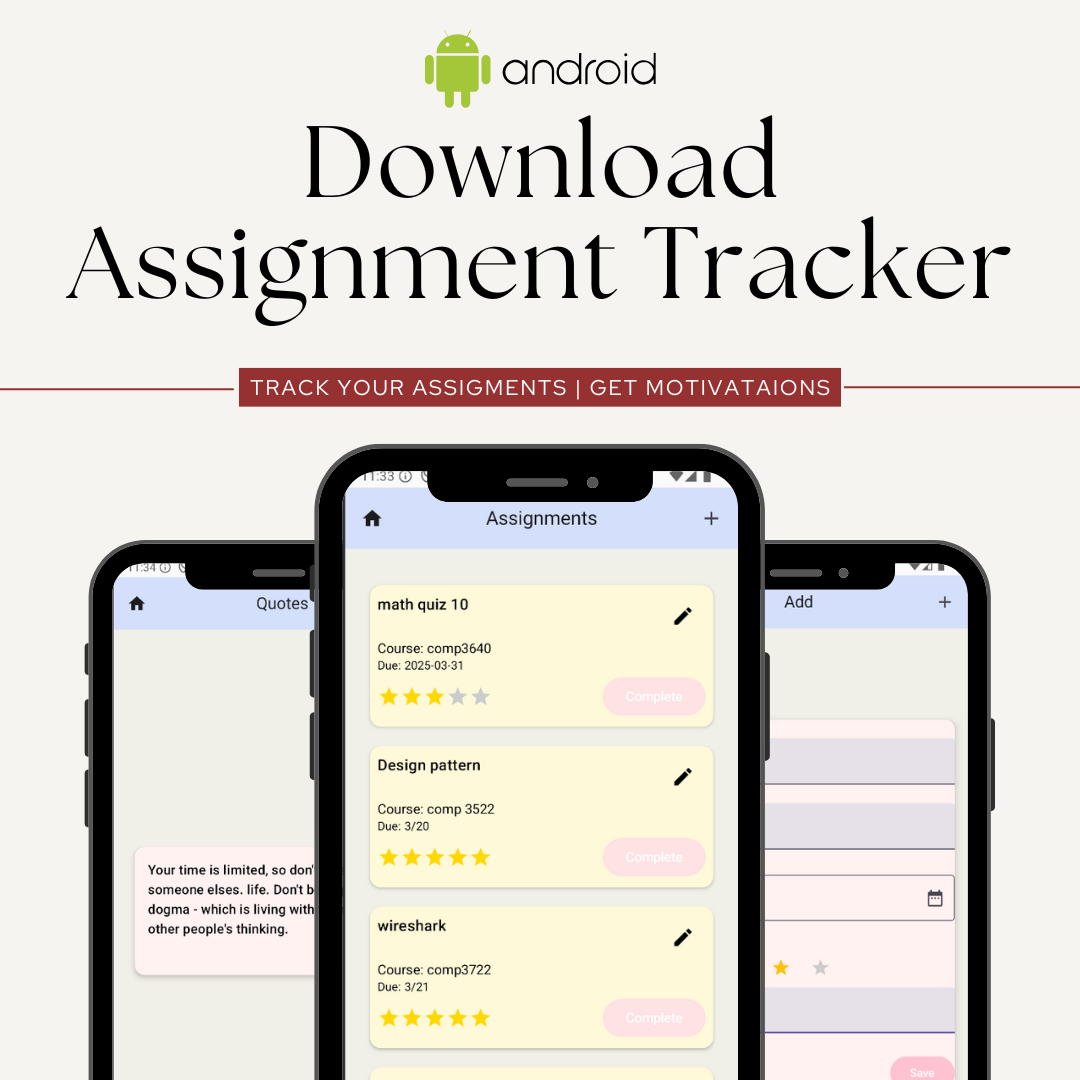 android
Download
Assignment Tracker
TRACK YOUR ASSIGMENTS | GET MOTIVATAIONS
11:34
Quotes
Your time is limited, so don'
someone elses. life. Don't b
dogma - which is living with
other people's thinking.
11:33
Assignments
math quiz 10
Course: comp3640
Due: 2025-03-31
Complete
Design pattern
Course: comp 3522
Due: 3/20
Complete
wireshark
Course: comp3722
Due: 3/21
Complete
Add
Save